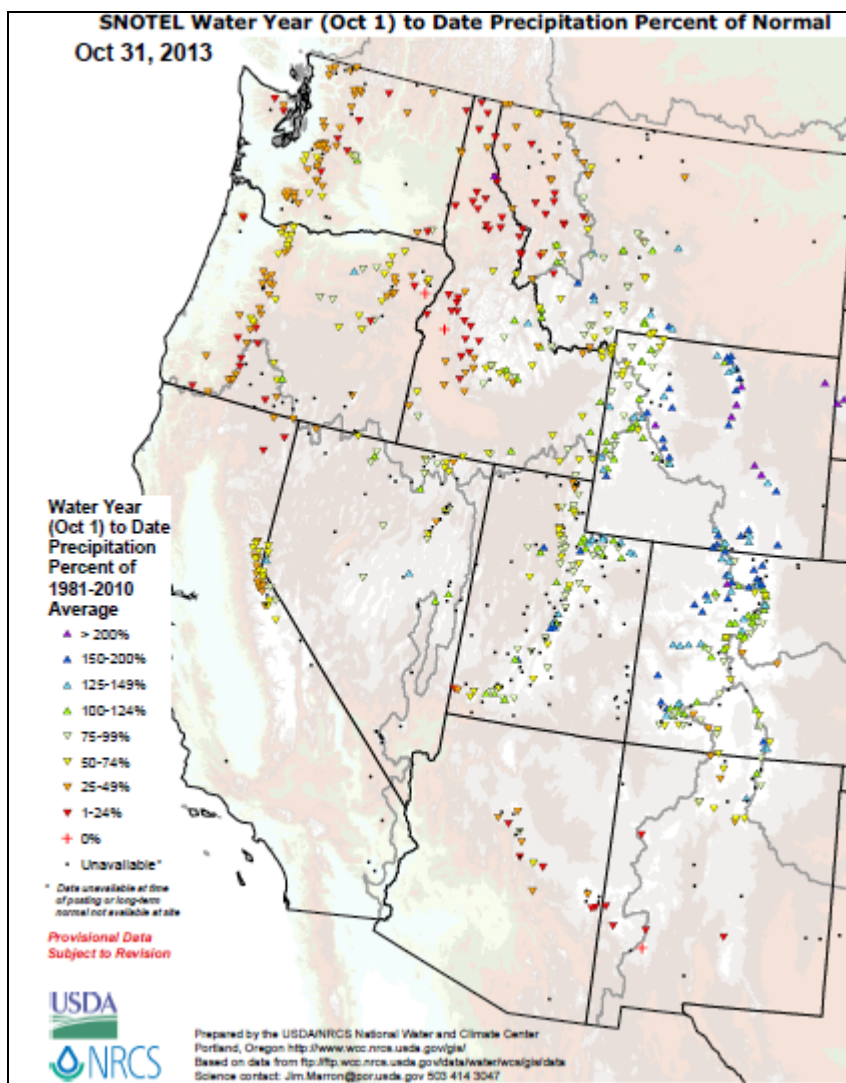 SNOTEL Water Year (Oct 1) to Date Precipitation Percent of Normal
Oct 31, 2013
Water Year
(Oct 1) to Date
Precipitation
Percent of
1981-2010
Average
> 200%
150-200%
125-149%
100-124%
75-99%
50-74%
25-49%
1-24%
0%
Unavailable*
* Data unavailable at time
of posting or long-term
normal not available at site
Provisional Data
Subject to Revision
USDA
NRCS
Prepared by the USDA/NRCS National Water and Climate Center
Portland, Oregon http://www.wcc.nrcs.usda.gov/gis/
Based on data from ftp://ftp.wcc.nrcs.usda.gov/data/water/wcs/gis/data
Science contact: Jim.Marron@por.usda.gov 503 414 3047